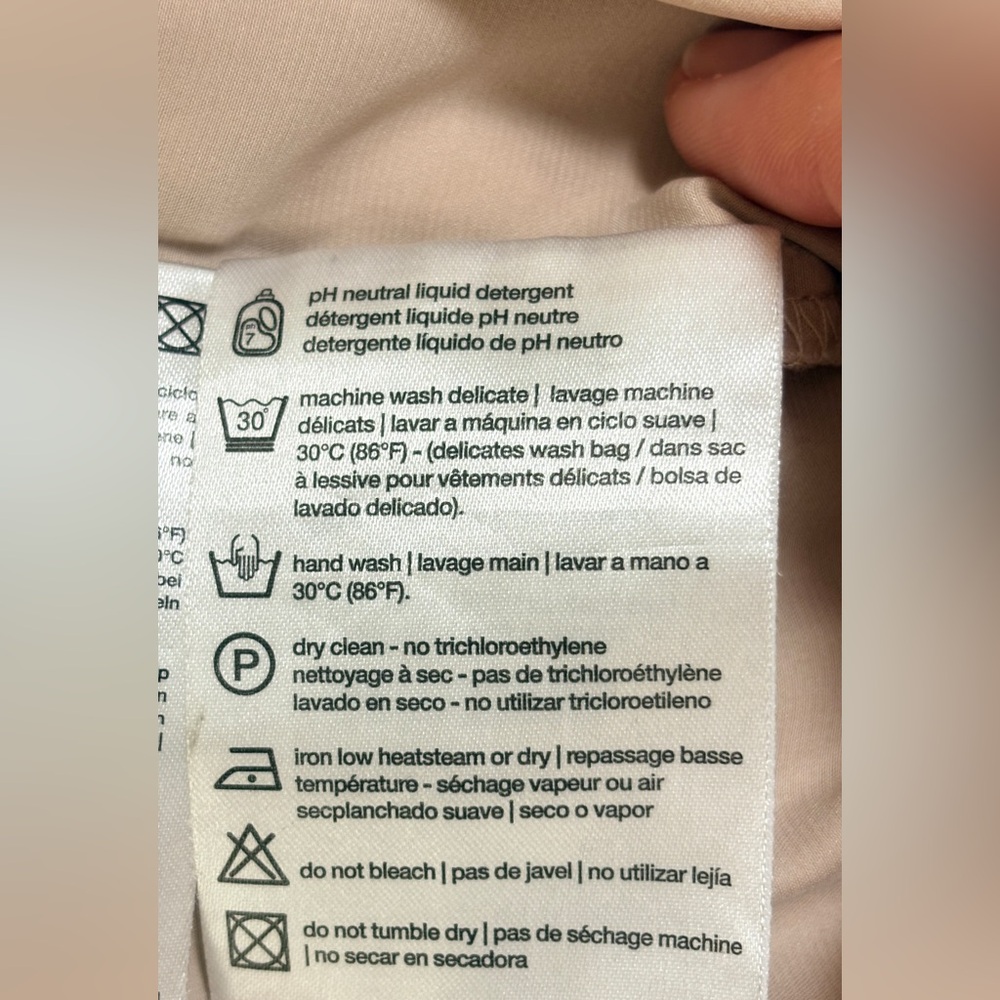 pH neutral liquid detergent
détergent liquide pH neutre
detergente líquido de pH neutro
7
machine wash delicate | lavage machine
délicats | lavar a máquina en ciclo suave |
30°C (86°F) - (delicates wash bag / dans sac
à lessive pour vêtements délicats / bolsa de
lavado delicado).
30°
hand wash | lavage main | lavar a mano a
30°C (86°F).
P
dry clean - no trichloroethylene
nettoyage à sec - pas de trichloroéthylène
lavado en seco - no utilizar tricloroetileno
iron low heatsteam or dry | repassage basse
température - séchage vapeur ou air
secplanchado suave | seco o vapor
do not bleach | pas de javel | no utilizar lejía
do not tumble dry | pas de séchage machine
| no secar en secadora